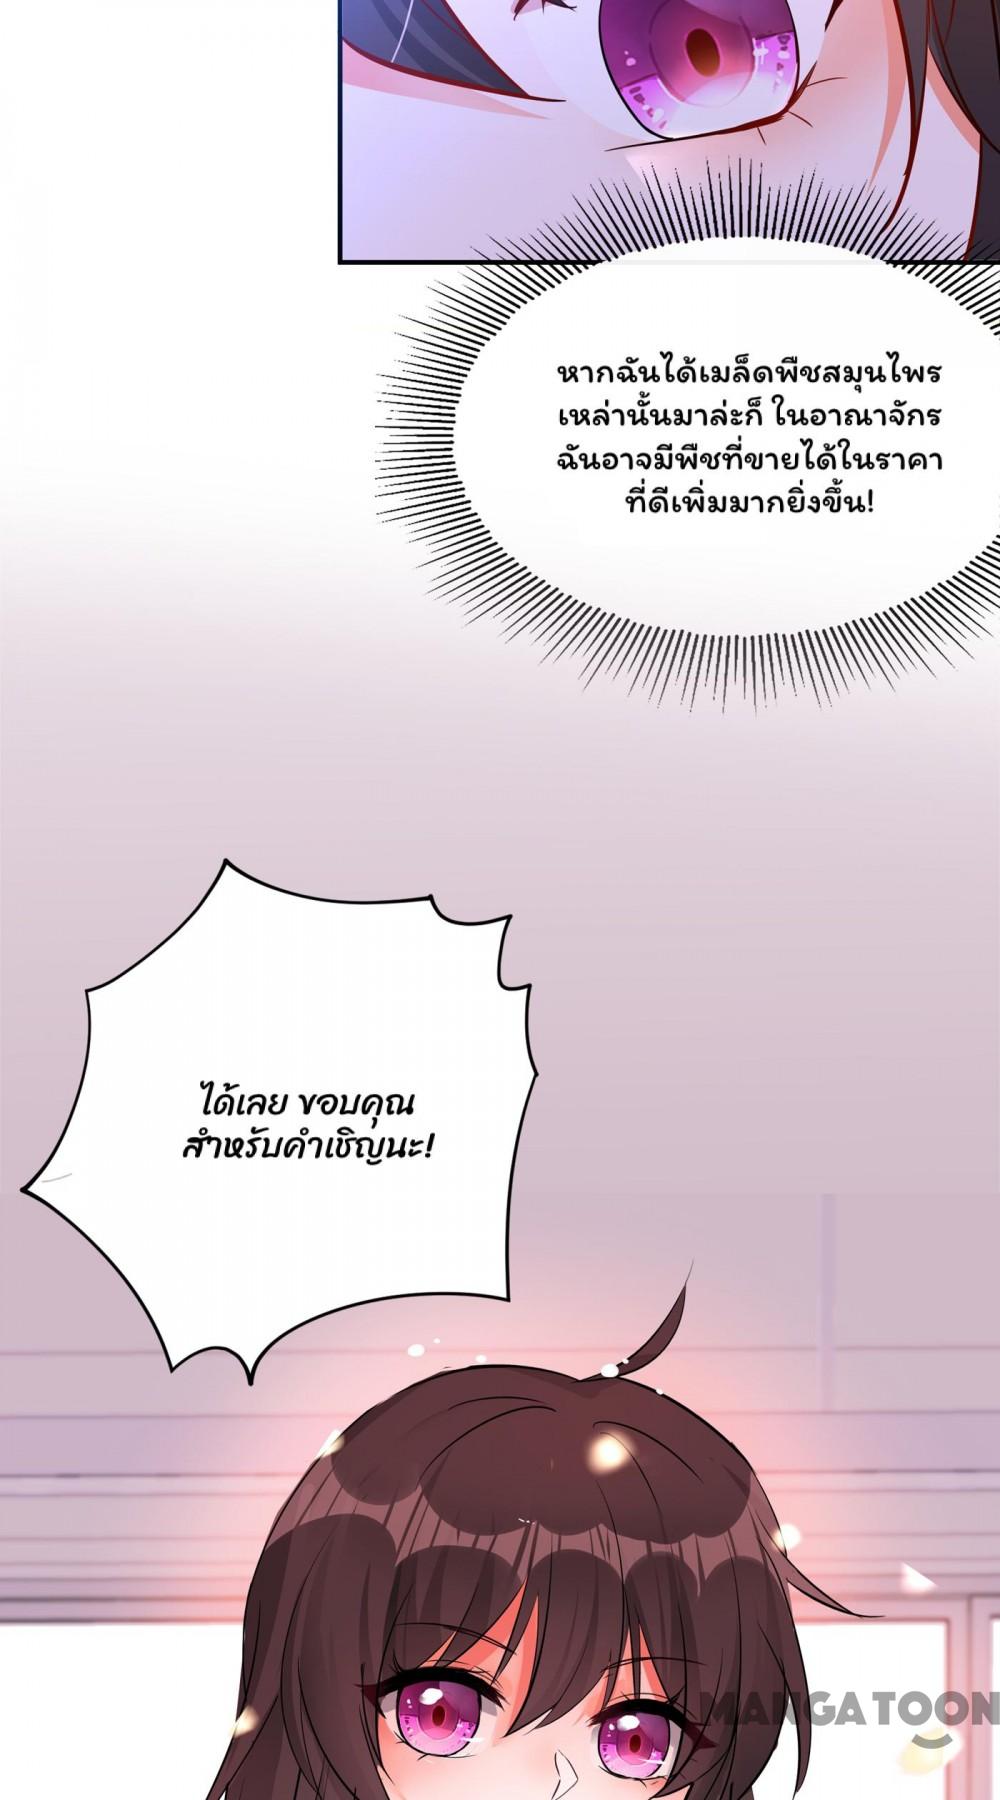 หากฉันได้เมล็ดพืชสมุนไพร
เหล่านั้นมาล่ะก็ ในอาณาจักร
ฉันอาจมีพืชที่ขายได้ในราคา
ที่ดีเพิ่มมากยิ่งขึ้น!
ได้เลย ขอบคุณ
สำหรับคำเชิญนะ!
MANGATOON